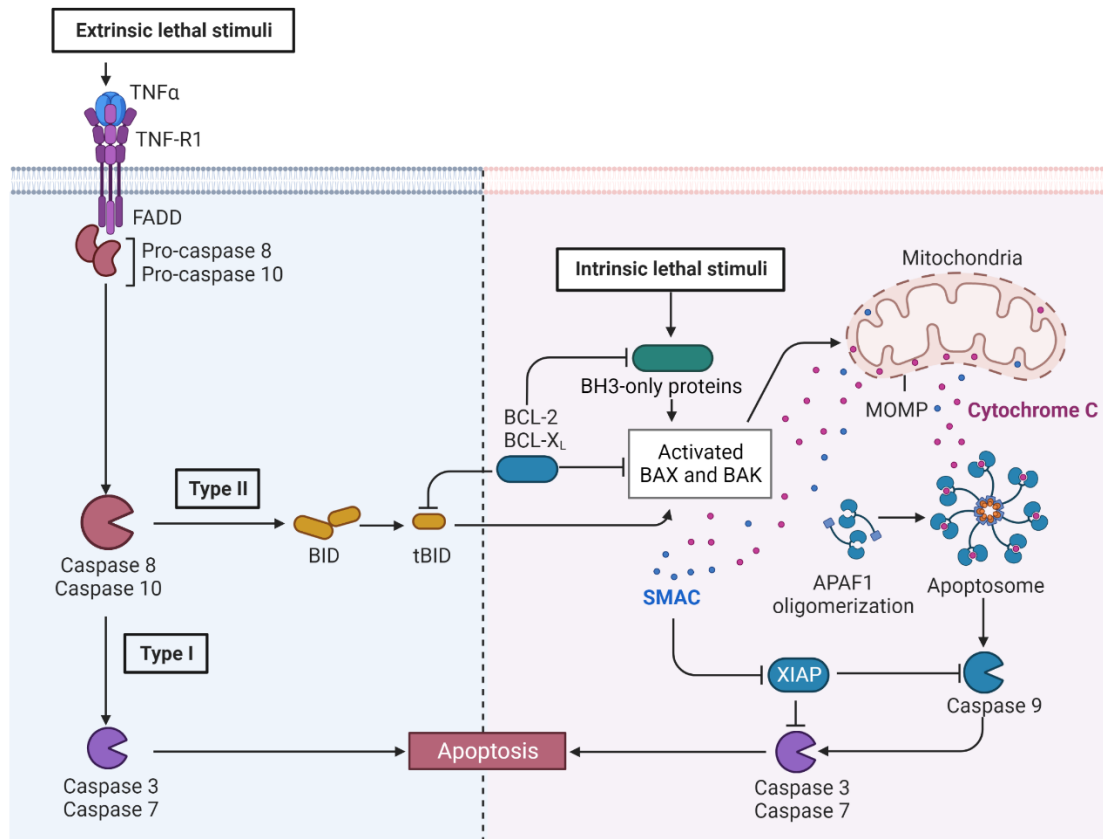 Extrinsic lethal stimuli
TNFα
TNF-R1
FADD
Pro-caspase 8
Pro-caspase 10
Type II
Caspase 8
Caspase 10
BID
tBID
Type I
Caspase 3
Caspase 7
Intrinsic lethal stimuli
BH3-only proteins
BCL-2
BCL-XL
Activated
BAX and BAK
Mitochondria
MOMP
Cytochrome C
SMAC
APAF1
oligomerization
Apoptosome
XIAP
Caspase 9
Apoptosis
Caspase 3
Caspase 7